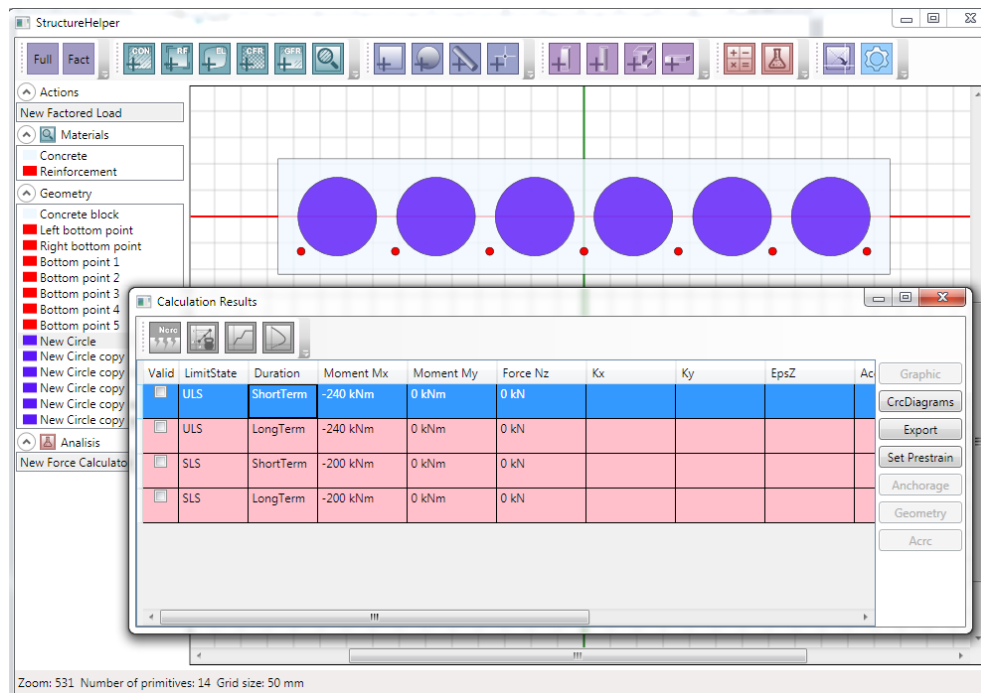 StructureHelper
Full Fact CON RF EL CFR GFR
Actions
New Factored Load
Materials
Concrete
Reinforcement
Geometry
Concrete block
Left bottom point
Right bottom point
Bottom point 1
Bottom point 2
Bottom point 3
Bottom point 4
Bottom point 5
New Circle
New Circle copy
New Circle copy
New Circle copy
New Circle copy
New Circle copy
Analisis
New Force Calculato
Calculation Results
Norc
Valid LimitState Duration Moment Mx Moment My Force Nz Kx Ky EpsZ Acc
ULS ShortTerm -240 kNm 0 kNm 0 kN
ULS LongTerm -240 kNm 0 kNm 0 kN
SLS ShortTerm -200 kNm 0 kNm 0 kN
SLS LongTerm -200 kNm 0 kNm 0 kN
Graphic
CrcDiagrams
Export
Set Prestrain
Anchorage
Geometry
Acrc
Zoom: 531 Number of primitives: 14 Grid size: 50 mm